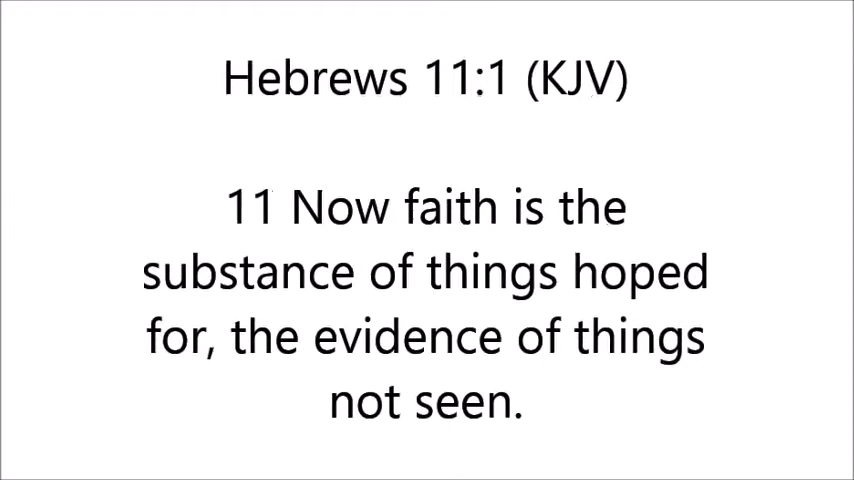 Hebrews 11:1 (KJV)
11 Now faith is the
substance of things hoped
for, the evidence of things
not seen.